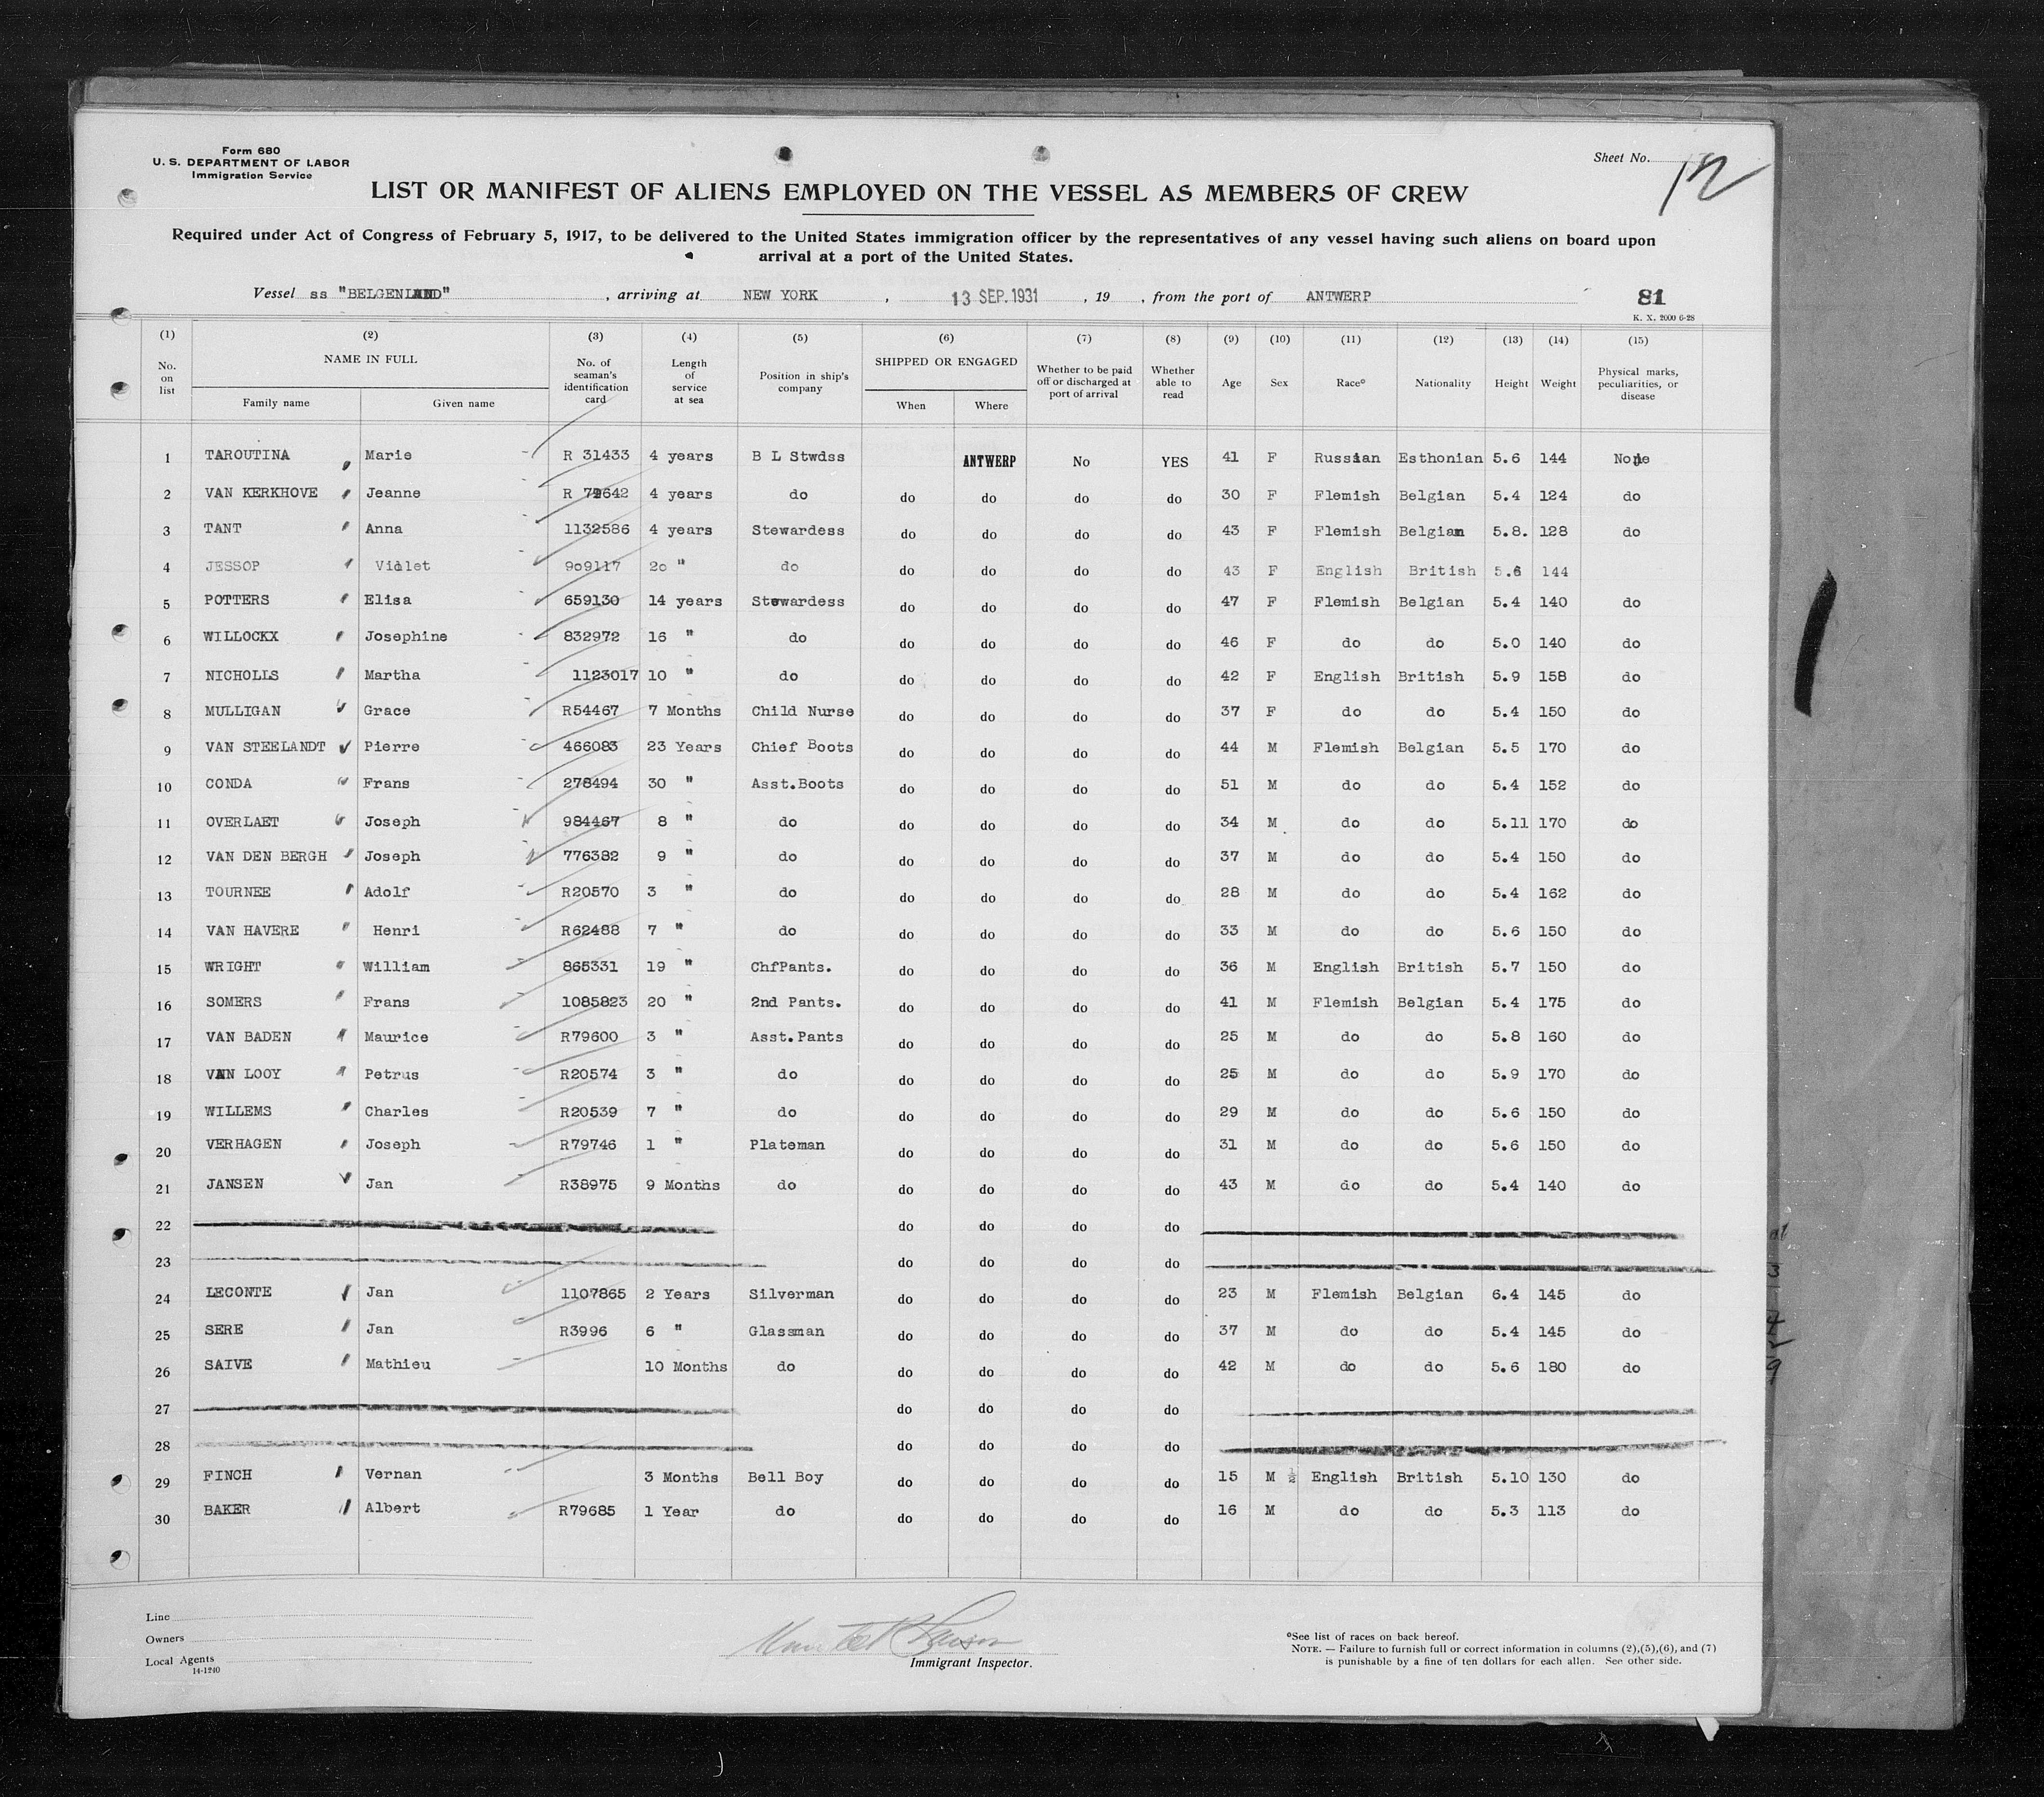 Form 680
U. S. DEPARTMENT OF LABOR
Immigration Service
Sheet No. 12
LIST OR MANIFEST OF ALIENS EMPLOYED ON THE VESSEL AS MEMBERS OF CREW
Required under Act of Congress of February 5, 1917, to be delivered to the United States immigration officer by the representatives of any vessel having such aliens on board upon
arrival at a port of the United States.
Vessel ss "BELGENLAND" , arriving at NEW YORK , 13 SEP. 1931 , 19 , from the port of ANTWERP 81
K. X. 2000 6-28
(1) (2) (3) (4) (5) (6) (7) (8) (9) (10) (11) (12) (13) (14) (15)
No. on list NAME IN FULL Family name Given name No. of seaman's identification card Length of service at sea Position in ship's company SHIPPED OR ENGAGED When Where Whether to be paid off or discharged at port of arrival Whether able to read Age Sex Race* Nationality Height Weight Physical marks, peculiarities, or disease
1 TAROUTINA Marie R 31433 4 years B L Stwdss ANTWERP No YES 41 F Russian Esthonian 5.6 144 None
2 VAN KERKHOVE Jeanne R 79642 4 years do do do do do 30 F Flemish Belgian 5.4 124 do
3 TANT Anna 1132586 4 years Stewardess do do do do 43 F Flemish Belgian 5.8. 128 do
4 JESSOP Violet 909117 20 " do do do do do 43 F English British 5.6 144
5 POTTERS Elisa 659130 14 years Stewardess do do do do 47 F Flemish Belgian 5.4 140 do
6 WILLOCKX Josephine 832972 16 " do do do do do 46 F do do 5.0 140 do
7 NICHOLLS Martha 1123017 10 " do do do do do 42 F English British 5.9 158 do
8 MULLIGAN Grace R54467 7 Months Child Nurse do do do do 37 F do do 5.4 150 do
9 VAN STEELANDT Pierre 466083 23 Years Chief Boots do do do do 44 M Flemish Belgian 5.5 170 do
10 CONDA Frans 278494 30 " Asst.Boots do do do do 51 M do do 5.4 152 do
11 OVERLAET Joseph 984467 8 " do do do do do 34 M do do 5.11 170 do
12 VAN DEN BERGH Joseph 776382 9 " do do do do do 37 M do do 5.4 150 do
13 TOURNEE Adolf R20570 3 " do do do do do 28 M do do 5.4 162 do
14 VAN HAVERE Henri R62488 7 " do do do do do 33 M do do 5.6 150 do
15 WRIGHT William 865331 19 " ChfPants. do do do do 36 M English British 5.7 150 do
16 SOMERS Frans 1085823 20 " 2nd Pants. do do do do 41 M Flemish Belgian 5.4 175 do
17 VAN BADEN Maurice R79600 3 " Asst.Pants do do do do 25 M do do 5.8 160 do
18 VAN LOOY Petrus R20574 3 " do do do do do 25 M do do 5.9 170 do
19 WILLEMS Charles R20539 7 " do do do do do 29 M do do 5.6 150 do
20 VERHAGEN Joseph R79746 1 " Plateman do do do do 31 M do do 5.6 150 do
21 JANSEN Jan R38975 9 Months do do do do do 43 M do do 5.4 140 do
22 do do do do
23 do do do do
24 LECONTE Jan 1107865 2 Years Silverman do do do do 23 M Flemish Belgian 6.4 145 do
25 SERE Jan R3996 6 " Glassman do do do do 37 M do do 5.4 145 do
26 SAIVE Mathieu 10 Months do do do do do 42 M do do 5.6 180 do
27 do do do do
28 do do do do
29 FINCH Vernan 3 Months Bell Boy do do do do 15 M ½ English British 5.10 130 do
30 BAKER Albert R79685 1 Year do do do do do 16 M do do 5.3 113 do
Line
Owners
Local Agents
14-1240
Immigrant Inspector.
*See list of races on back hereof.
NOTE. — Failure to furnish full or correct information in columns (2),(5),(6), and (7)
is punishable by a fine of ten dollars for each alien. See other side.